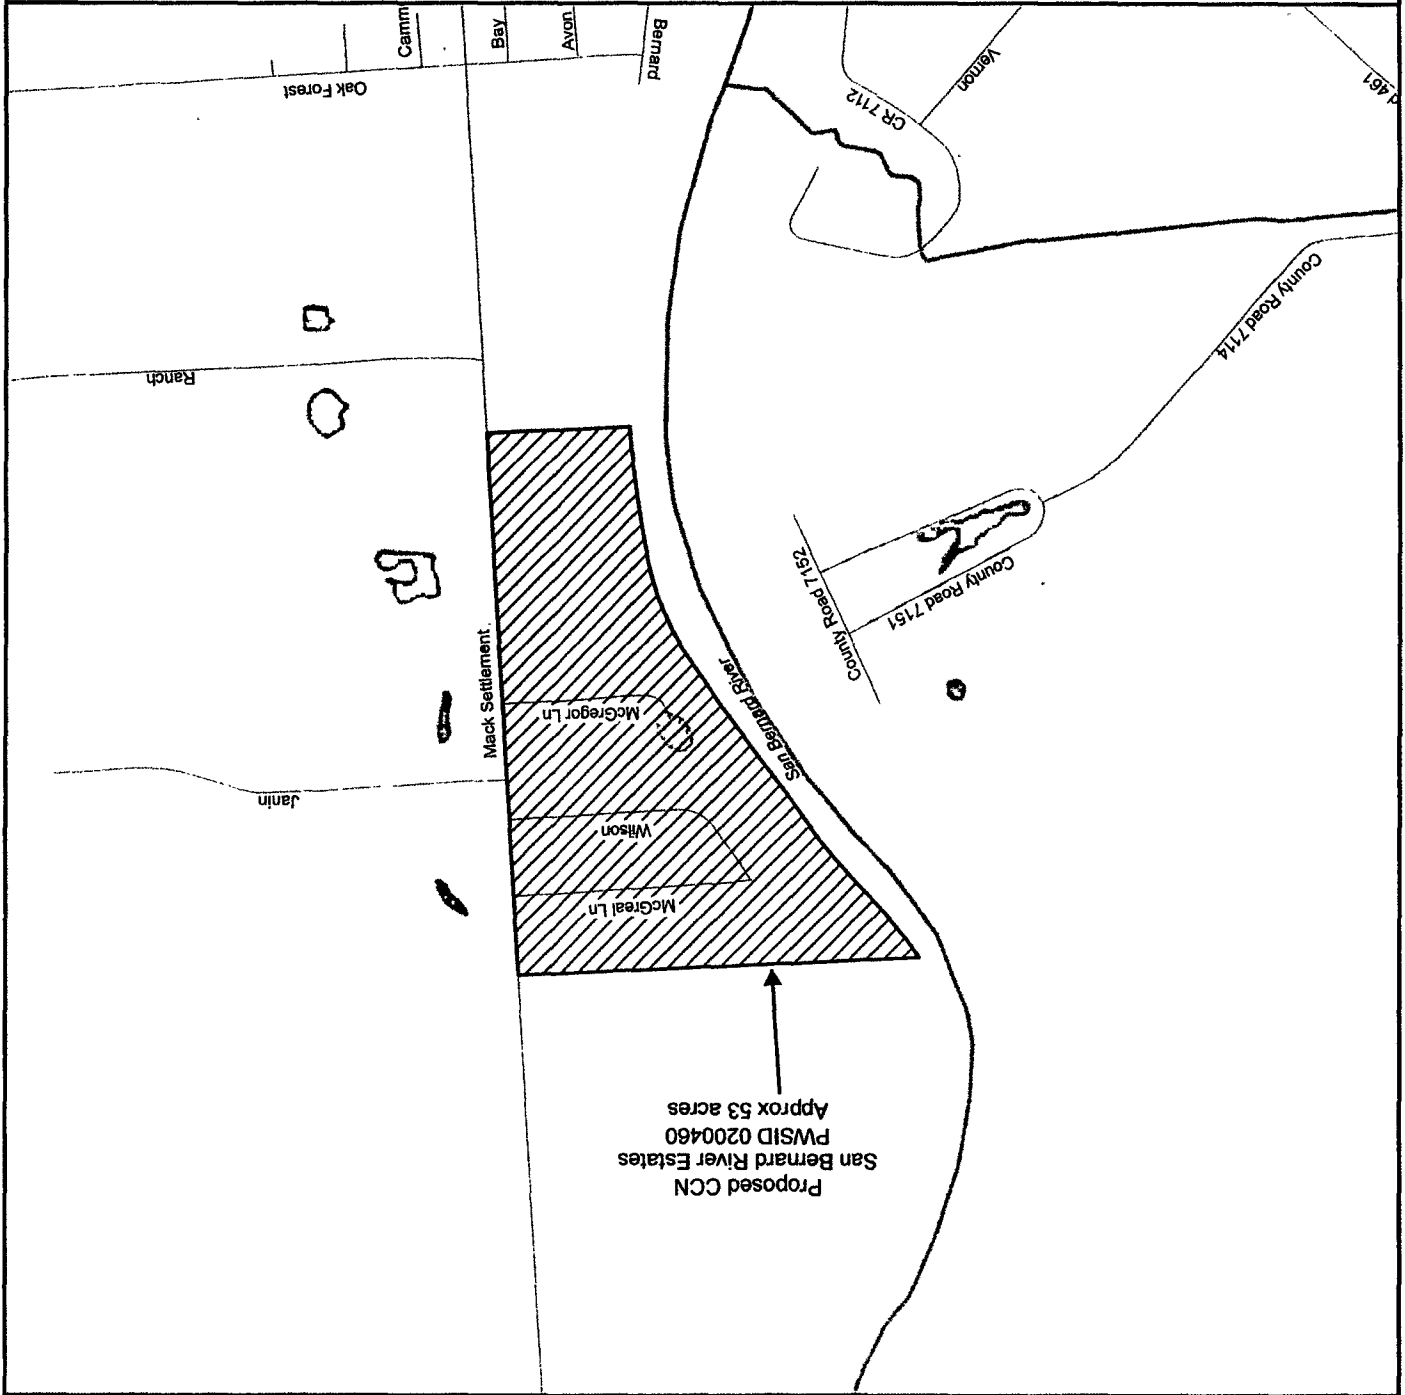 Proposed CCN
San Bernard River Estates
PWSID 0200460
Approx 53 acres
McGreal Ln
Wilson
Janin
McGregor Ln
San Bernard River
Mack Settlement
County Road 7151
County Road 7152
Ranch
County Road 7114
CR 7112
Oak Forest
Vernon
d 461
Bernard
Avon
Bay
Camm